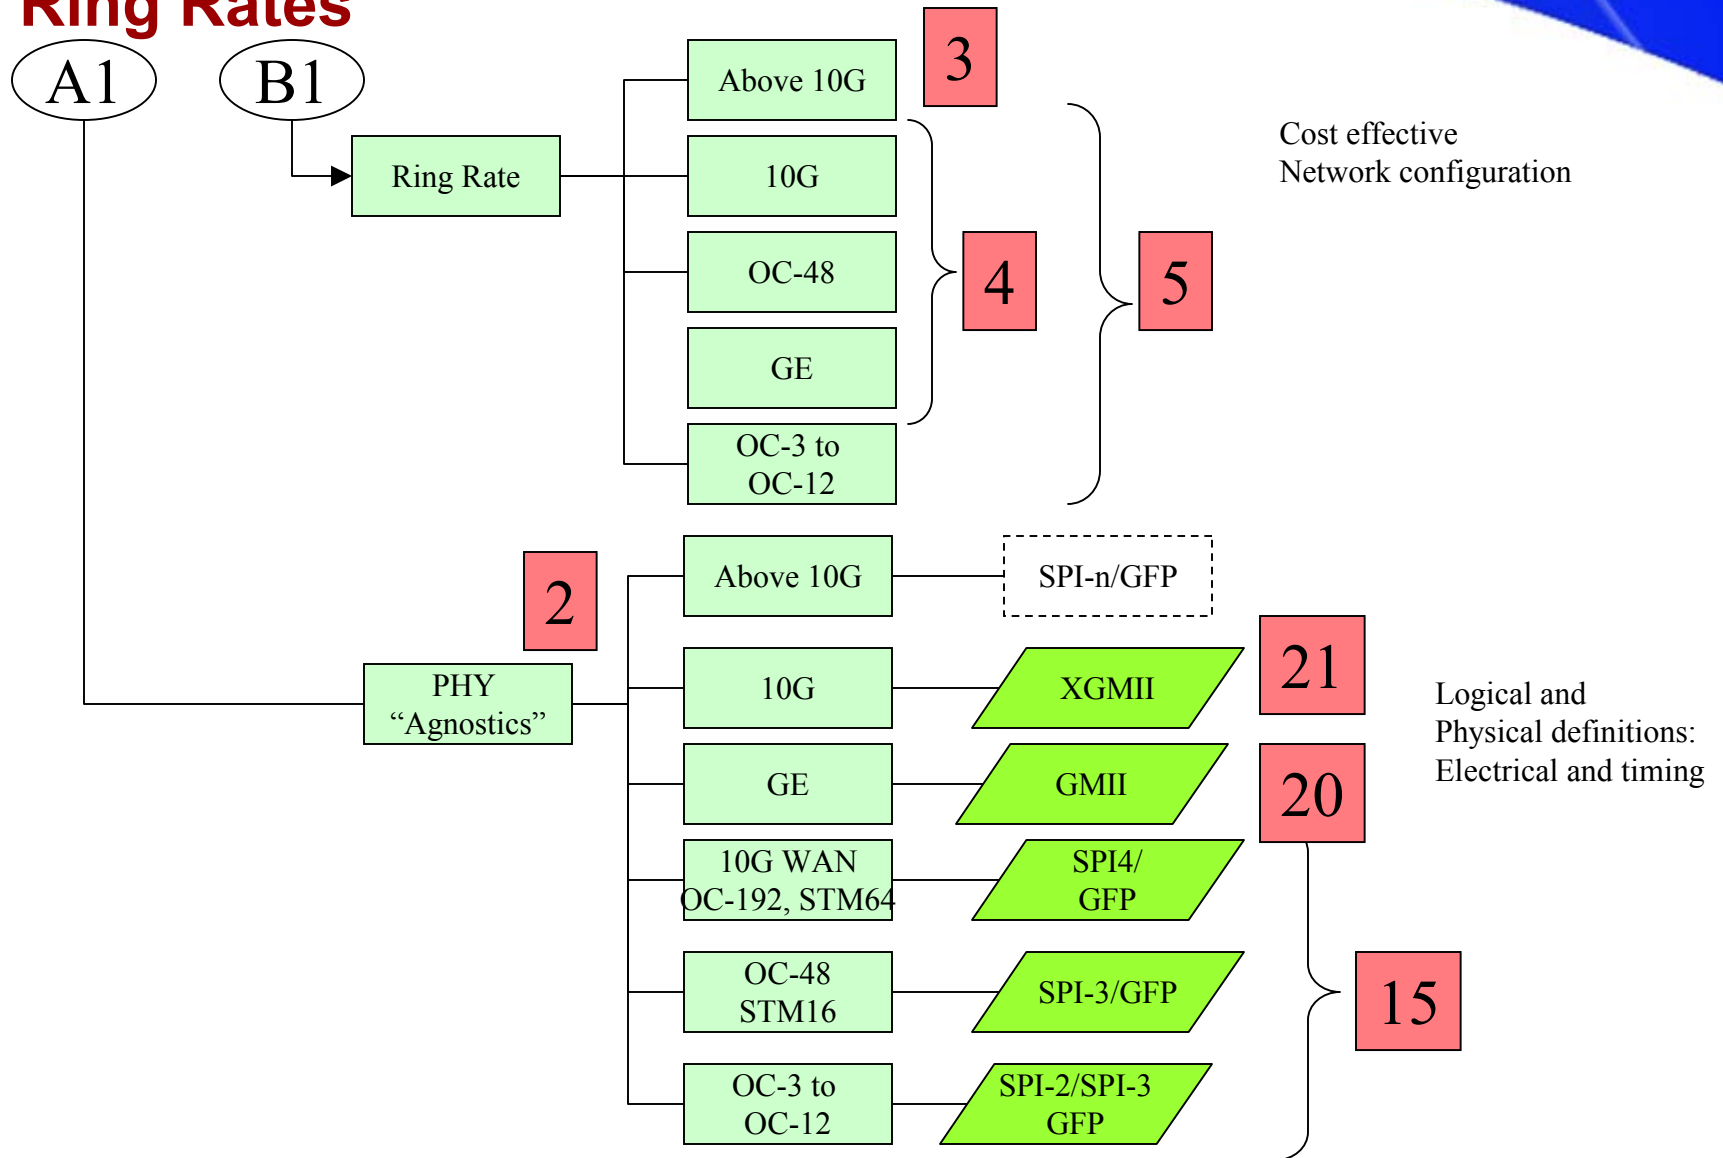 Ring Rates
A1
B1
Ring Rate
Above 10G
3
10G
OC-48
4
5
GE
OC-3 to
OC-12
Cost effective
Network configuration
2
PHY
“Agnostics”
Above 10G
SPI-n/GFP
10G
XGMII
21
GE
GMII
20
10G WAN
OC-192, STM64
SPI4/
GFP
OC-48
STM16
SPI-3/GFP
15
OC-3 to
OC-12
SPI-2/SPI-3
GFP
Logical and
Physical definitions:
Electrical and timing